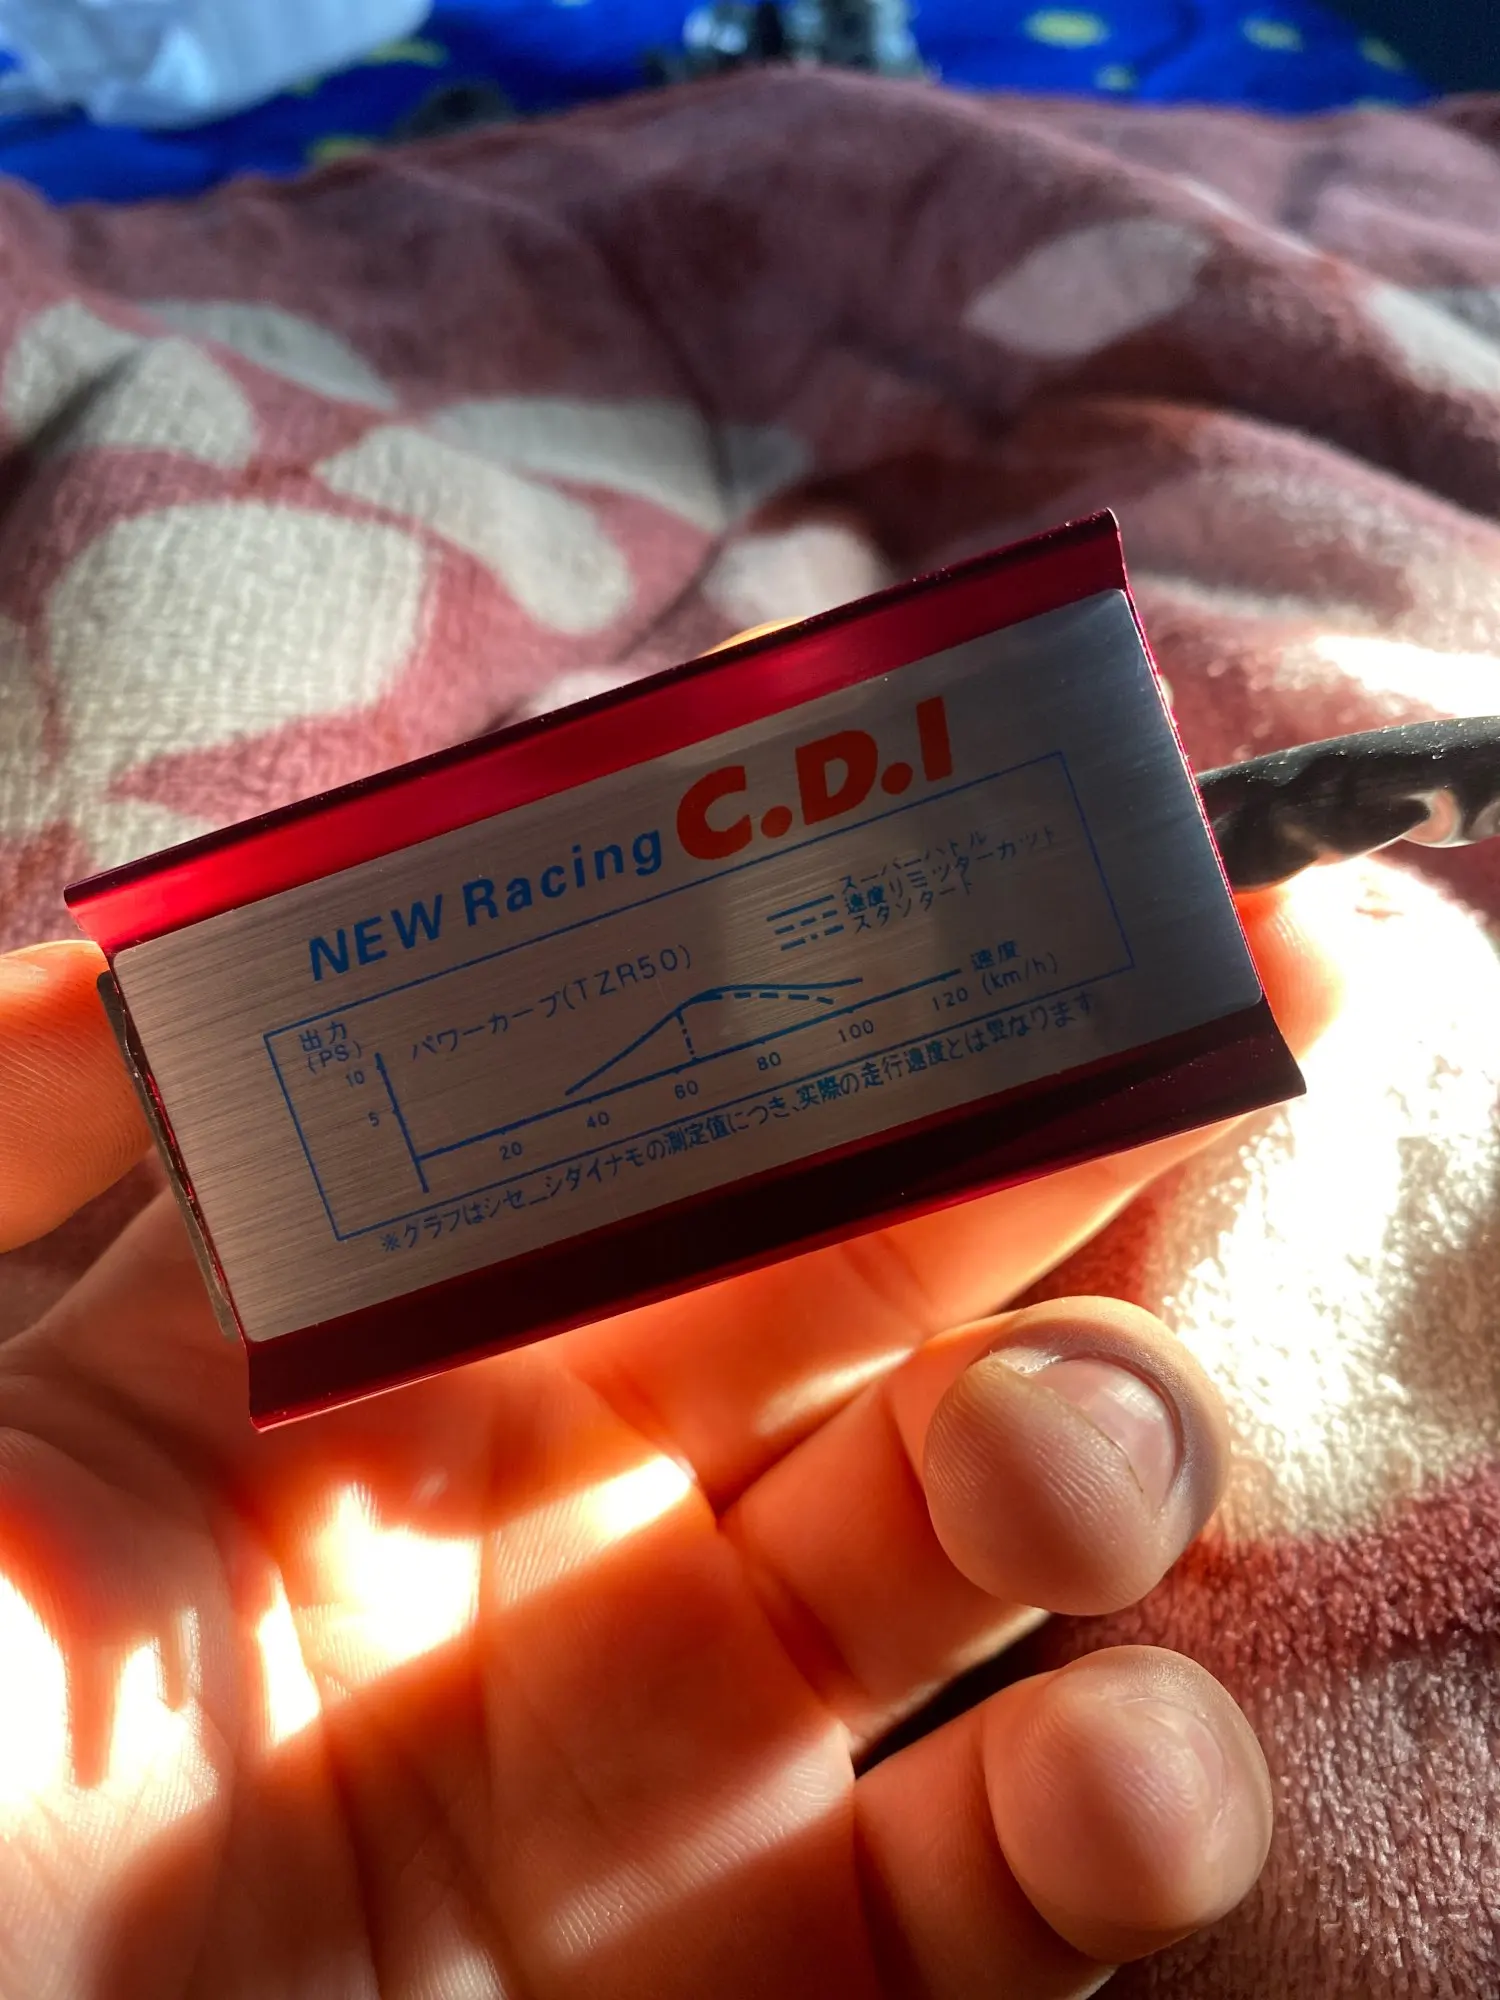 NEW Racing C.D.I
スーパーバトル
速度リミッターカット
スタンダート
出力
(PS)
パワーカーブ(TZR50)
10
5
20
40
60
80
100
120
速度
(km/h)
※グラフはシセーシダイナモの測定値につき、実際の走行速度とは異なります